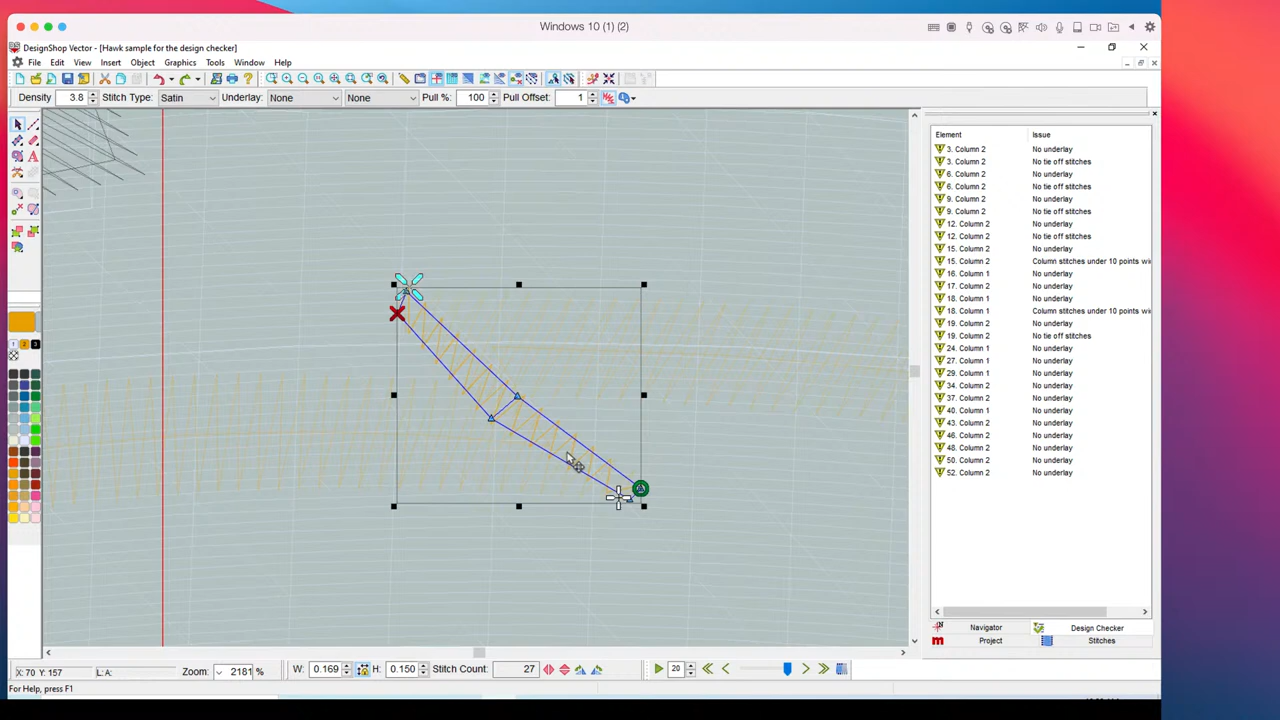 Windows 10 (1) (2)
DesignShop Vector - [Hawk sample for the design checker]
File Edit View Insert Object Graphics Tools Window Help
Density 3.8 Stitch Type: Satin Underlay: None None Pull % 100 Pull Offset: 1
Element Issue
3. Column 2 No underlay
3. Column 2 No tie off stitches
6. Column 2 No underlay
6. Column 2 No tie off stitches
9. Column 2 No underlay
9. Column 2 No tie off stitches
12. Column 2 No underlay
12. Column 2 No tie off stitches
15. Column 2 No underlay
15. Column 2 Column stitches under 10 points wi
16. Column 1 No underlay
17. Column 2 No underlay
18. Column 1 No underlay
18. Column 1 Column stitches under 10 points wi
19. Column 2 No underlay
19. Column 2 No tie off stitches
24. Column 1 No underlay
27. Column 1 No underlay
29. Column 1 No underlay
34. Column 2 No underlay
37. Column 2 No underlay
40. Column 1 No underlay
43. Column 2 No underlay
46. Column 2 No underlay
48. Column 2 No underlay
50. Column 2 No underlay
52. Column 2 No underlay
1 2 3
Navigator Design Checker
Project Stitches
X: 70 Y: 157 L: A: Zoom: 2181 % W: 0.169 H: 0.150 Stitch Count: 27 20
For Help, press F1